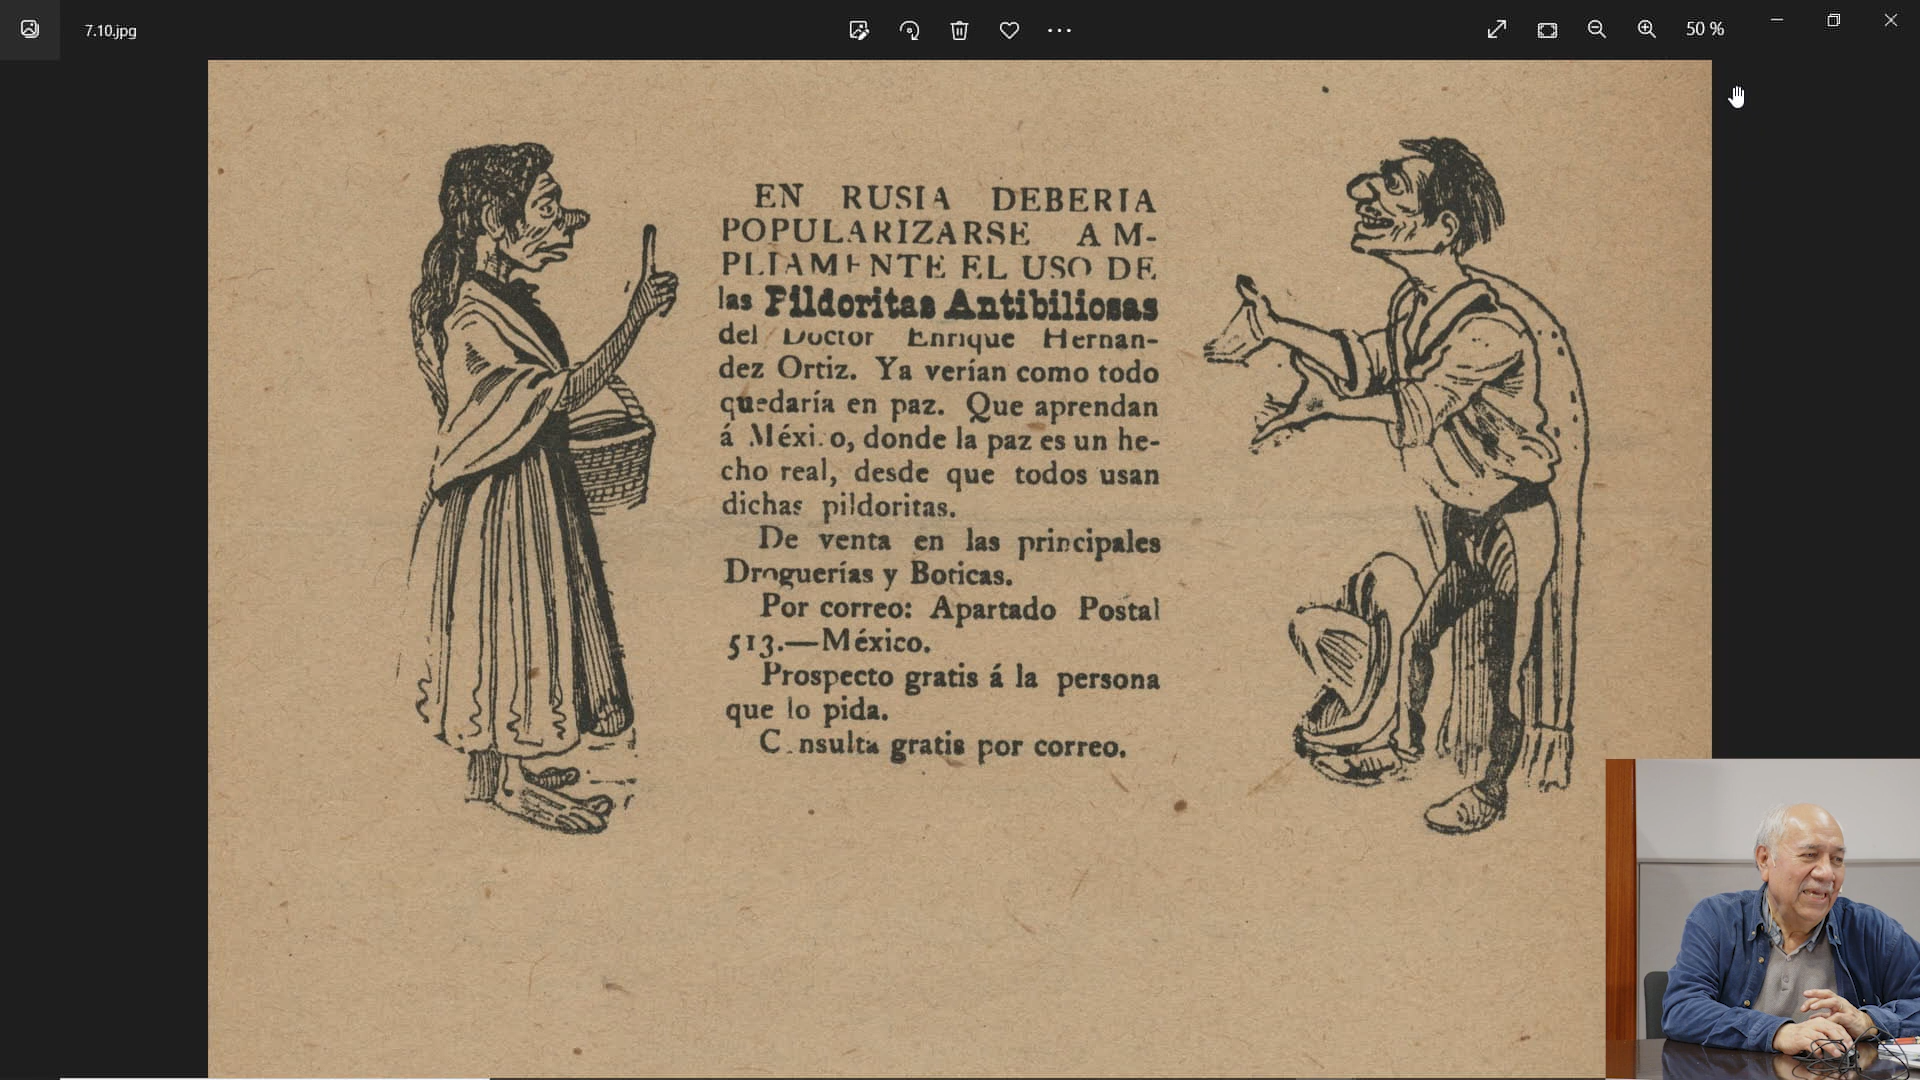 7.10.jpg
50 %
EN RUSIA DEBERIA
POPULARIZARSE AM-
PLIAMENTE EL USO DE
las Pildoritas Antibiliosas
del Doctor Enrique Hernan-
dez Ortiz. Ya verían como todo
quedaría en paz. Que aprendan
á Méxi.o, donde la paz es un he-
cho real, desde que todos usan
dichas pildoritas.
De venta en las principales
Droguerías y Boticas.
Por correo: Apartado Postal
513.—México.
Prospecto gratis á la persona
que lo pida.
C.nsulta gratis por correo.